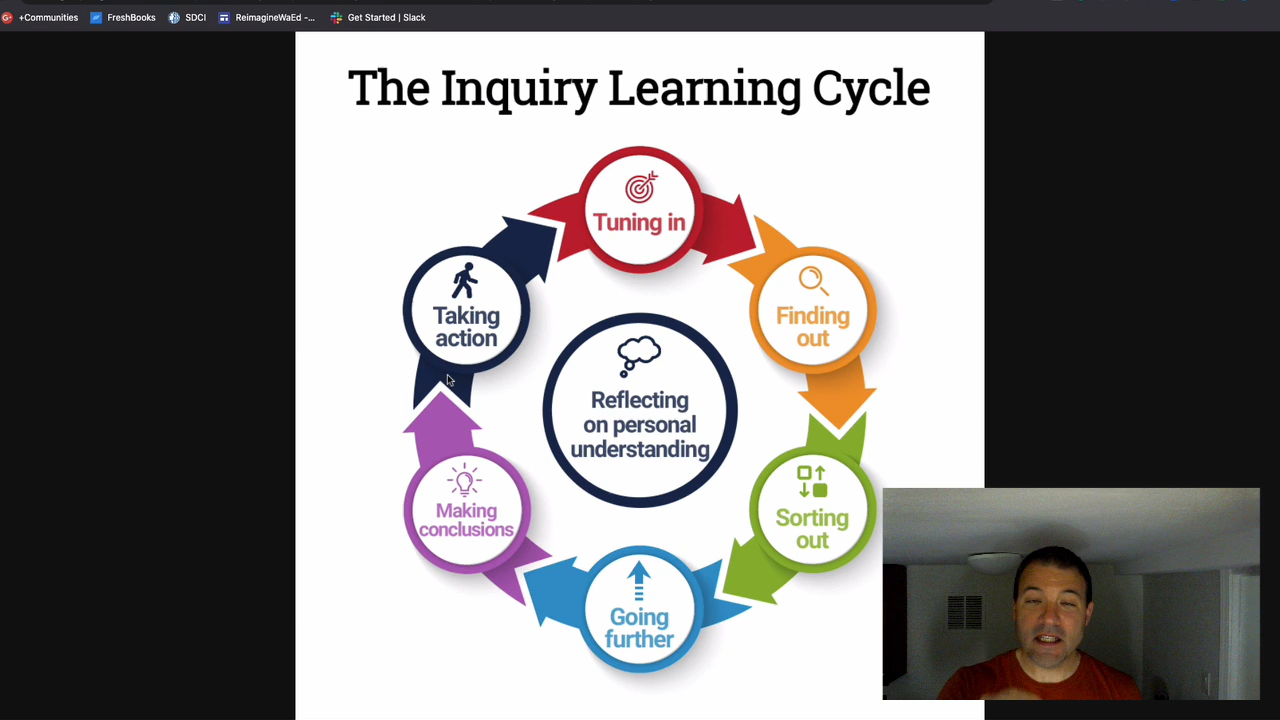 +Communities
FreshBooks
SDCI
ReimagineWaEd -...
Get Started | Slack
The Inquiry Learning Cycle
Tuning in
Finding
out
Sorting
out
Going
further
Making
conclusions
Taking
action
Reflecting
on personal
understanding